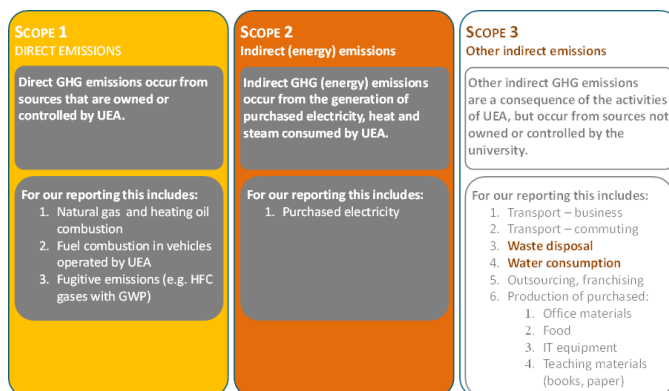 SCOPE 1
DIRECT EMISSIONS
Direct GHG emissions occur from
sources that are owned or
controlled by UEA.
For our reporting this includes:
1. Natural gas and heating oil
combustion
2. Fuel combustion in vehicles
operated by UEA
3. Fugitive emissions (e.g. HFC
gases with GWP)
SCOPE 2
Indirect (energy) emissions
Indirect GHG (energy) emissions
occur from the generation of
purchased electricity, heat and
steam consumed by UEA.
For our reporting this includes:
1. Purchased electricity
SCOPE 3
Other indirect emissions
Other indirect GHG emissions
are a consequence of the activities
of UEA, but occur from sources not
owned or controlled by the
university.
For our reporting this includes:
1. Transport – business
2. Transport – commuting
3. Waste disposal
4. Water consumption
5. Outsourcing, franchising
6. Production of purchased:
1. Office materials
2. Food
3. IT equipment
4. Teaching materials
(books, paper)